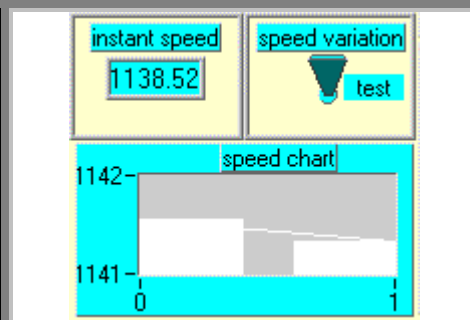 instant speed
speed variation
1138.52
test
speed chart
1142
1141
0
1